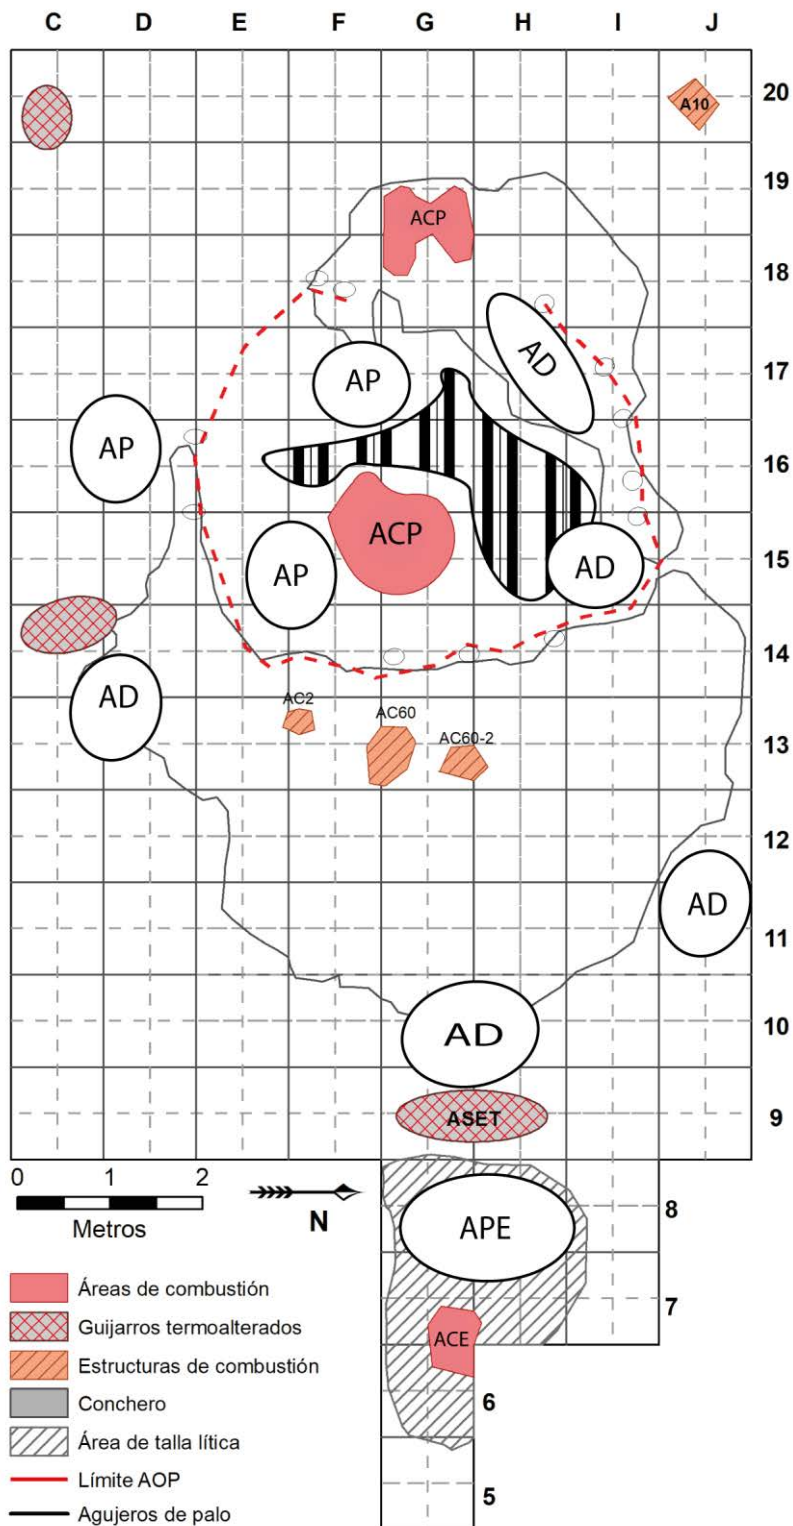 C D E F G H I J
20
A10
19
ACP
18
AD
17
AP
AP
16
ACP
AP
AD
15
14
AD
AC2
AC60
AC60-2
13
12
AD
11
AD
10
ASET
9
0 1 2
Metros
N
8
APE
7
ACE
6
5
Áreas de combustión
Guijarros termoalterados
Estructuras de combustión
Conchero
Área de talla lítica
Límite AOP
Agujeros de palo